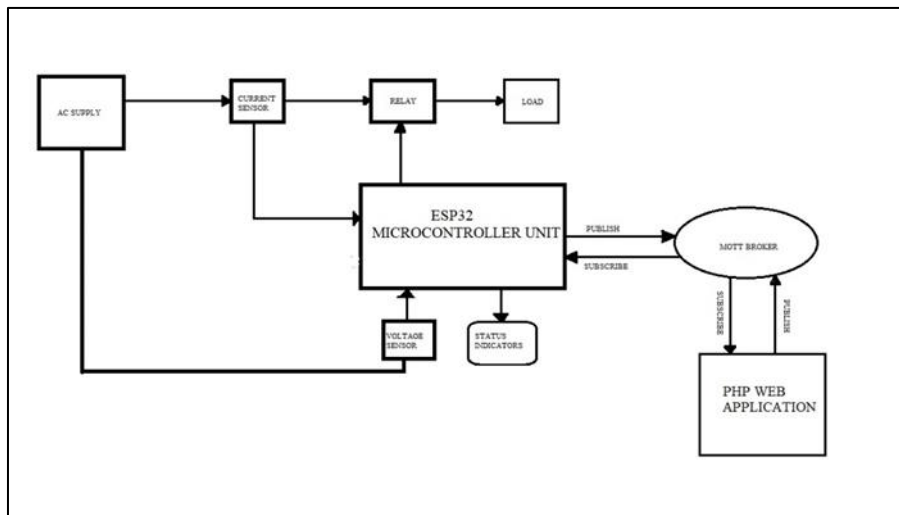 AC SUPPLY
CURRENT
SENSOR
RELAY
LOAD
ESP32
MICROCONTROLLER UNIT
PUBLISH
SUBSCRIBE
MOTT BROKER
VOLTAGE
SENSOR
STATUS
INDICATORS
SUBSCRIBE
PUBLISH
PHP WEB
APPLICATION